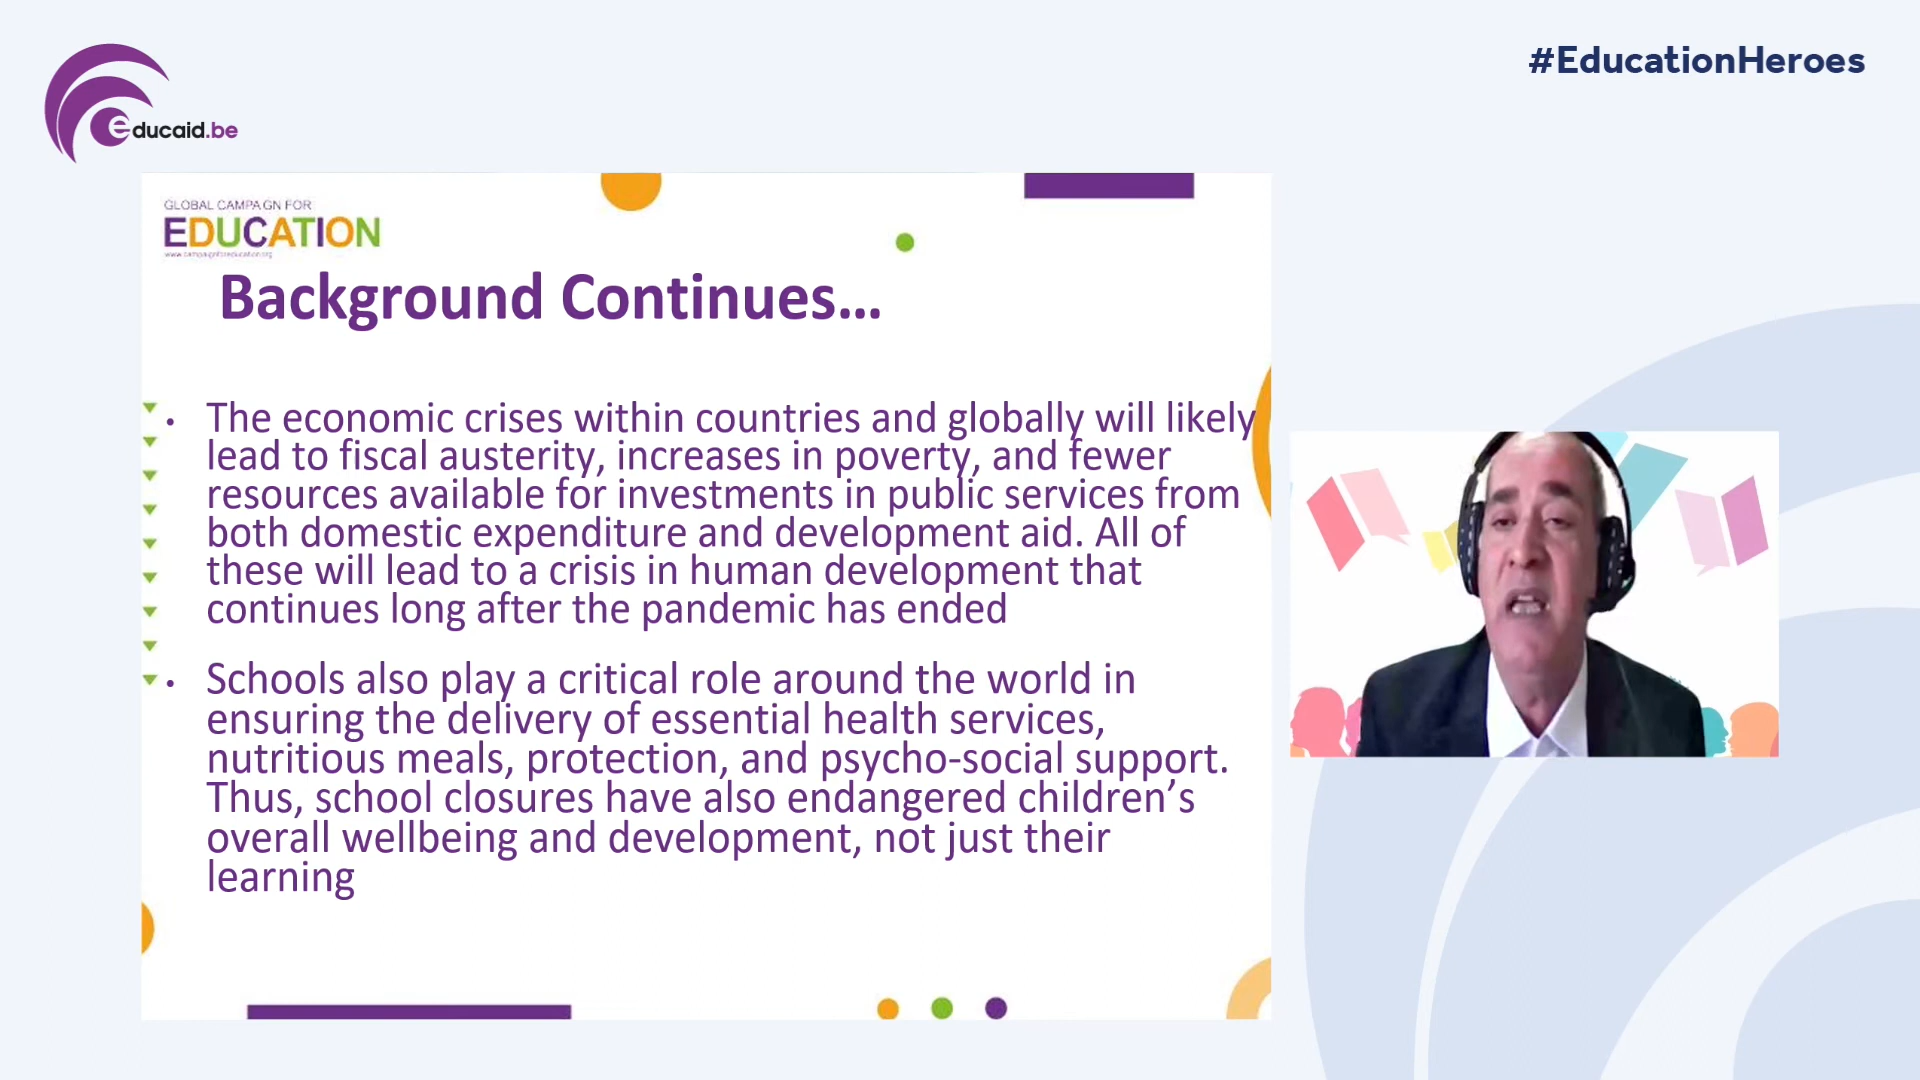 #EducationHeroes
educaid.be
GLOBAL CAMPAIGN FOR
EDUCATION
www.campaignforeducation.org
Background Continues...
• The economic crises within countries and globally will likely
lead to fiscal austerity, increases in poverty, and fewer
resources available for investments in public services from
both domestic expenditure and development aid. All of
these will lead to a crisis in human development that
continues long after the pandemic has ended
• Schools also play a critical role around the world in
ensuring the delivery of essential health services,
nutritious meals, protection, and psycho-social support.
Thus, school closures have also endangered children’s
overall wellbeing and development, not just their
learning